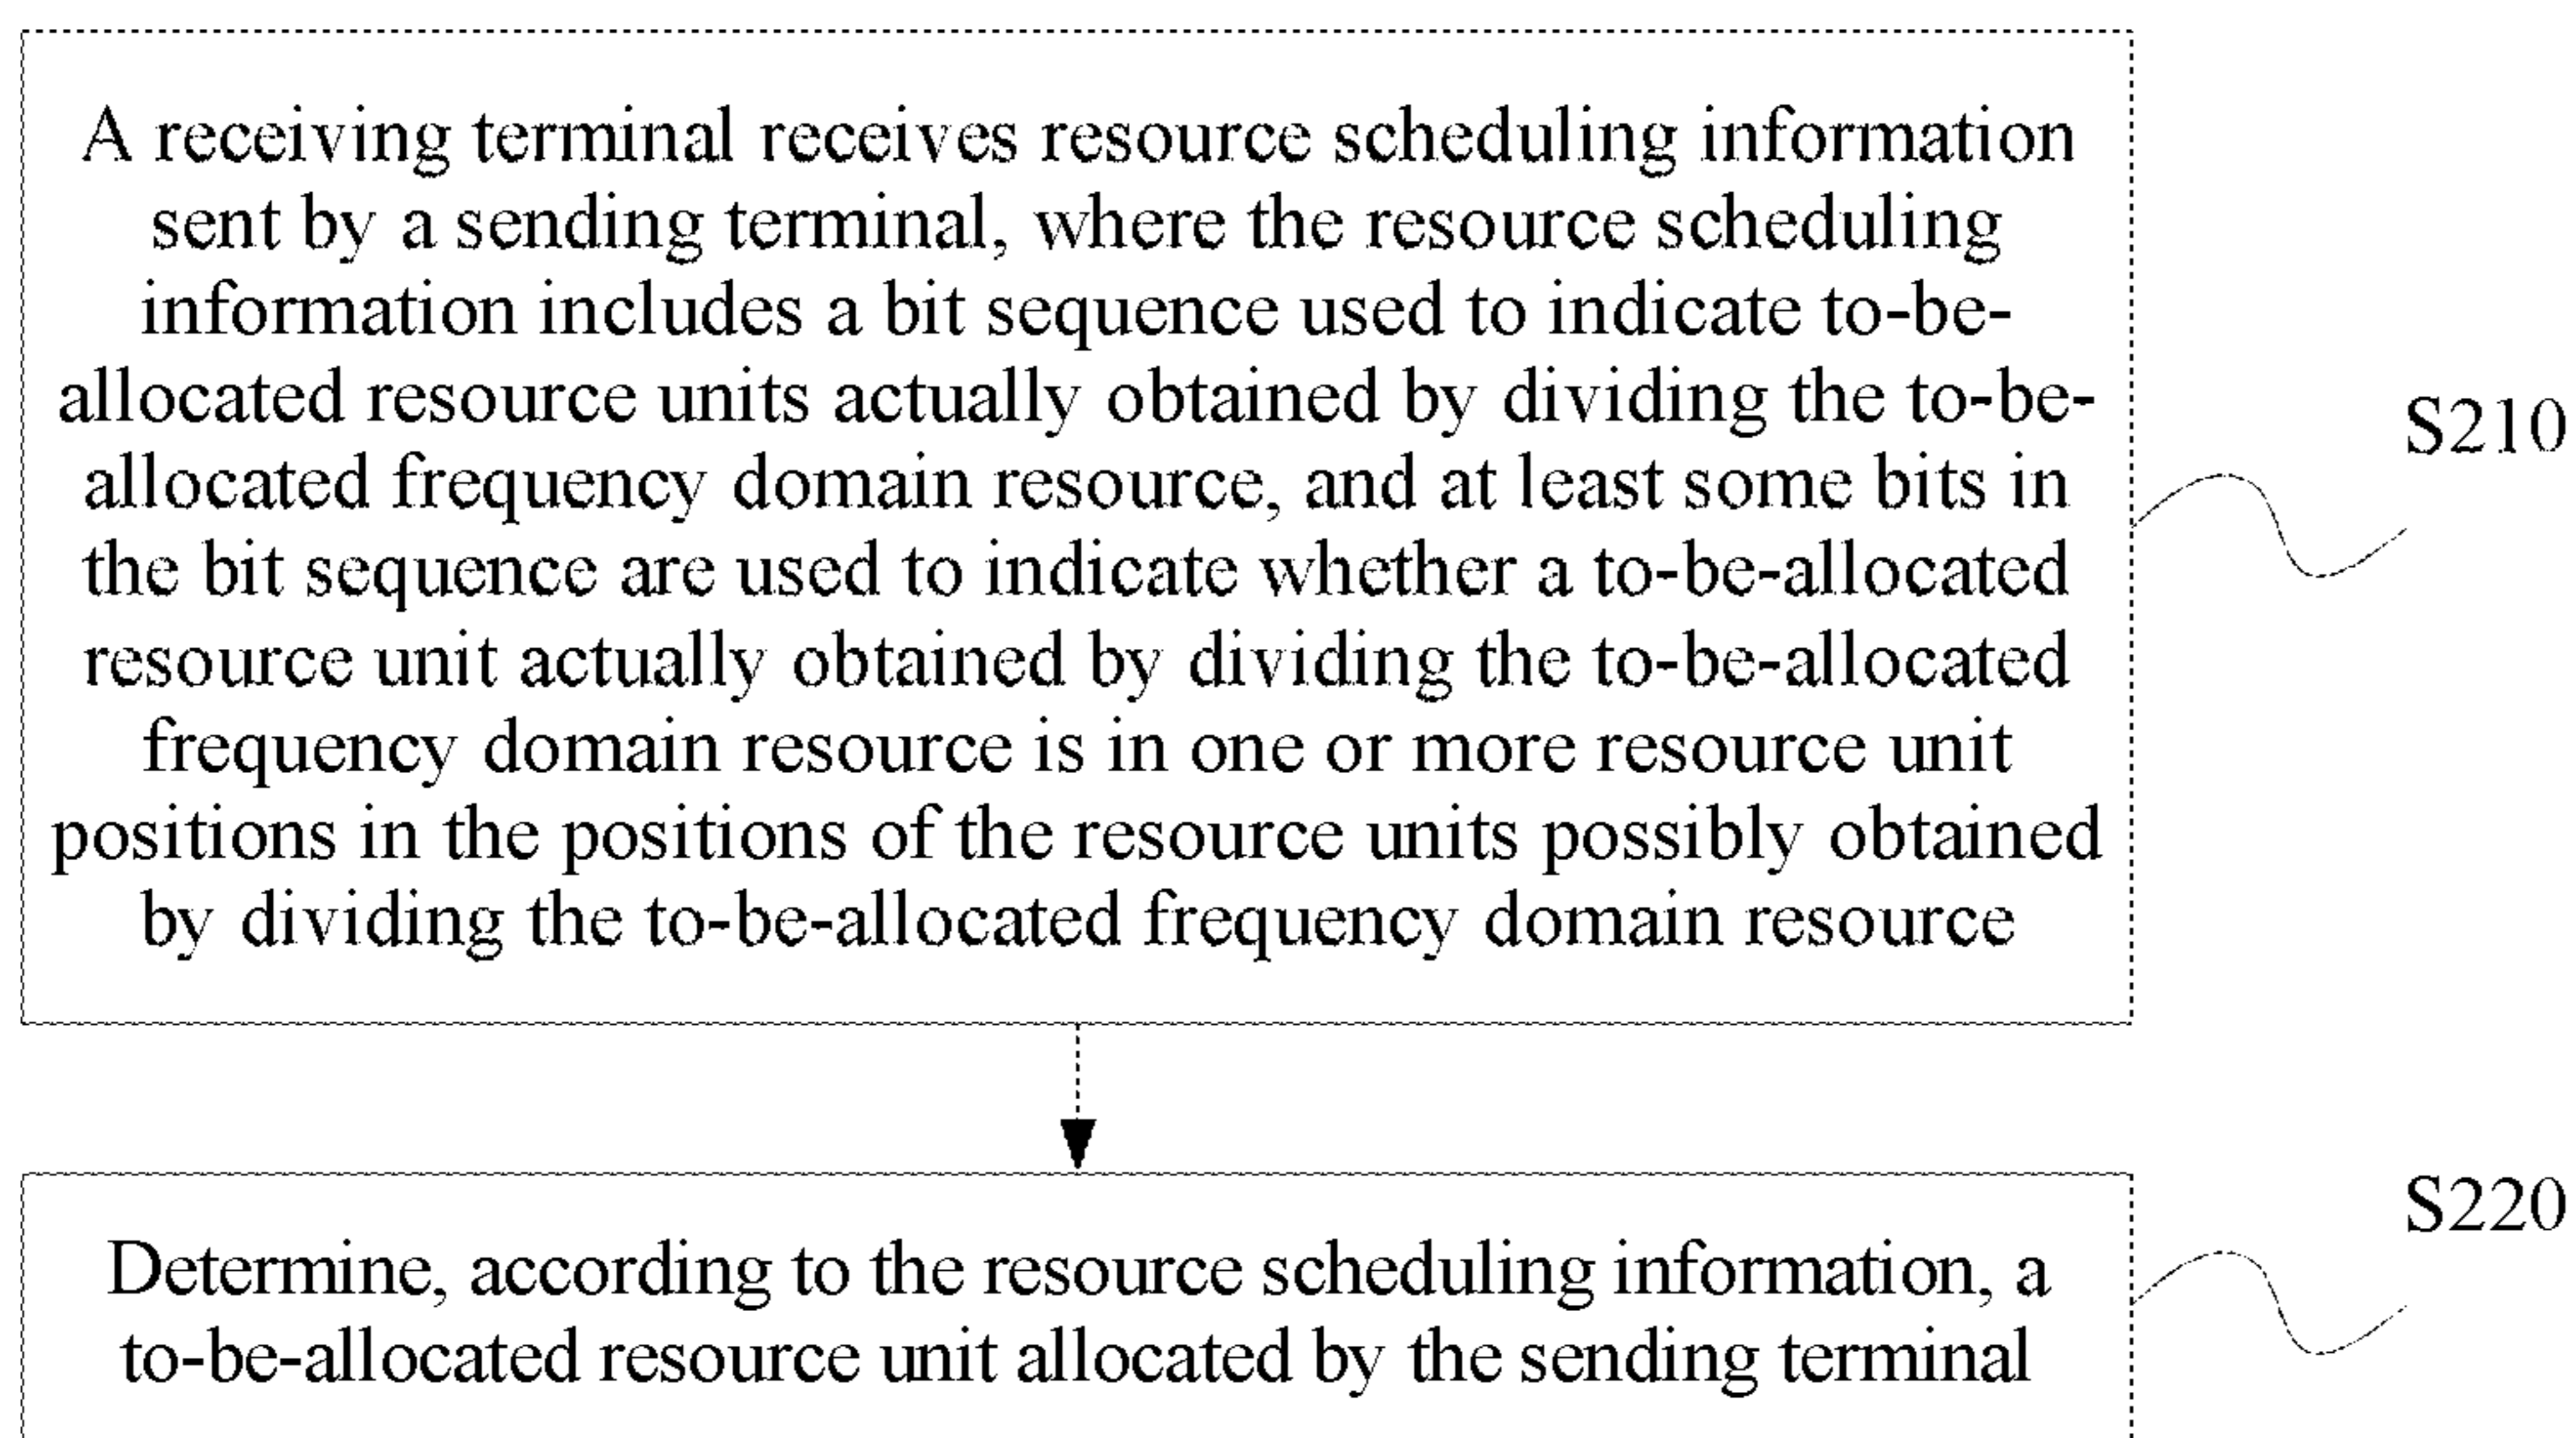 A receiving terminal receives resource scheduling information
sent by a sending terminal, where the resource scheduling
information includes a bit sequence used to indicate to-be-
allocated resource units actually obtained by dividing the to-be-
allocated frequency domain resource, and at least some bits in
the bit sequence are used to indicate whether a to-be-allocated
resource unit actually obtained by dividing the to-be-allocated
frequency domain resource is in one or more resource unit
positions in the positions of the resource units possibly obtained
by dividing the to-be-allocated frequency domain resource
S210
Determine, according to the resource scheduling information, a
to-be-allocated resource unit allocated by the sending terminal
S220